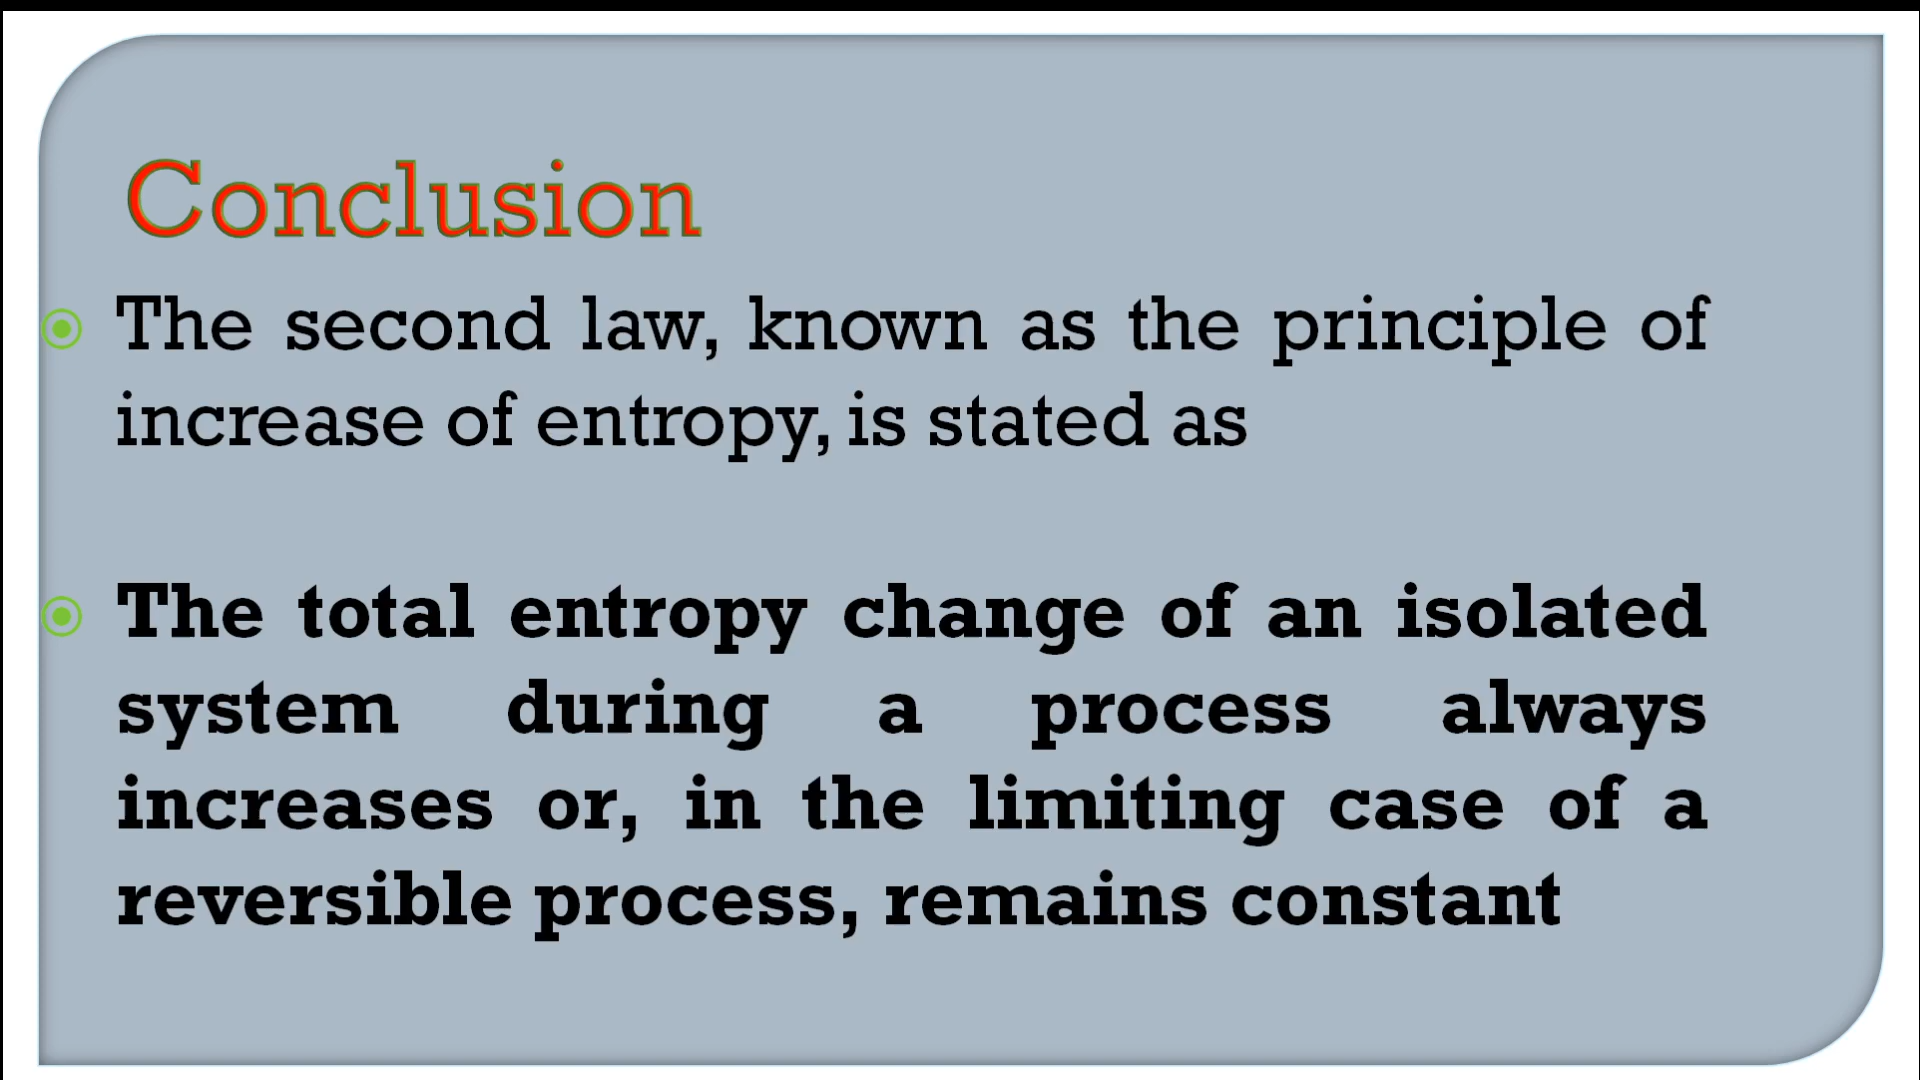 Conclusion
The second law, known as the principle of
increase of entropy, is stated as
The total entropy change of an isolated
system during a process always
increases or, in the limiting case of a
reversible process, remains constant